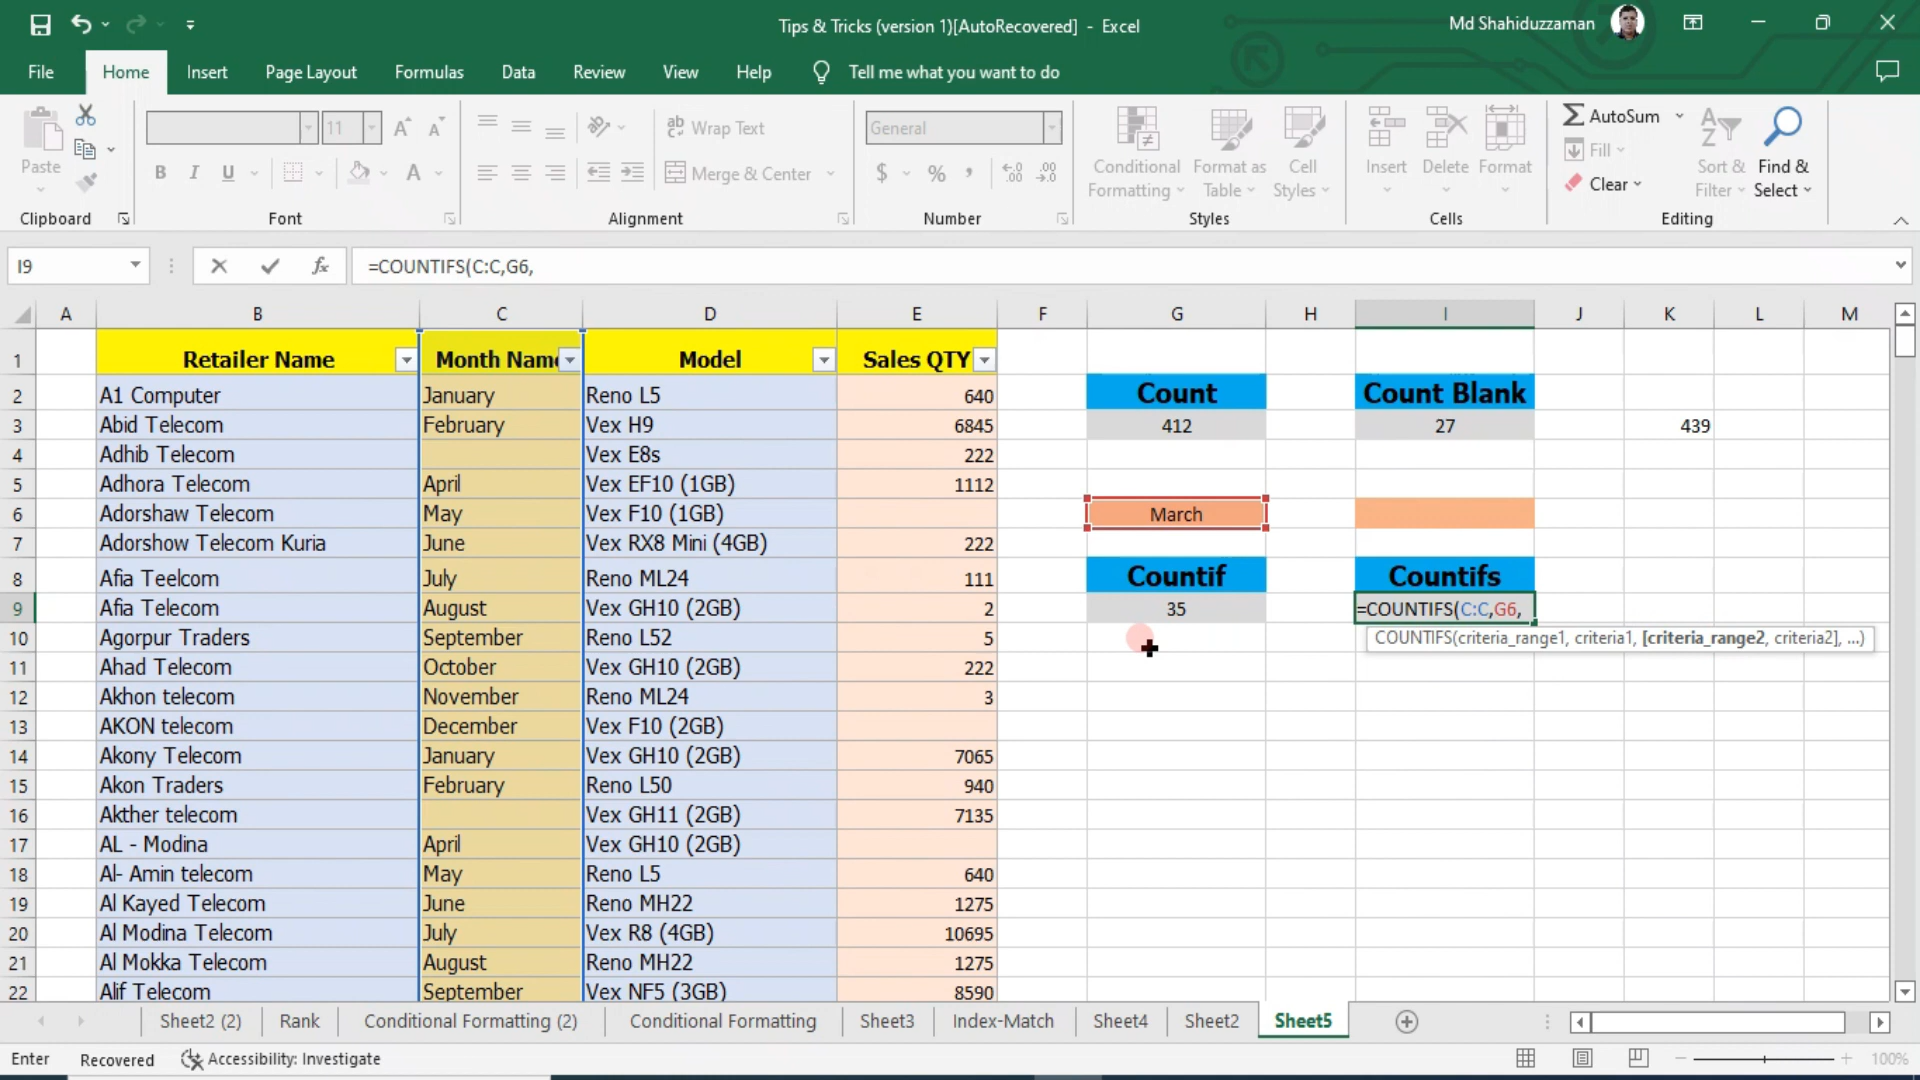 Tips & Tricks (version 1)[AutoRecovered] - Excel
Md Shahiduzzaman
File Home Insert Page Layout Formulas Data Review View Help Tell me what you want to do
Paste
Clipboard
11
B I U
Font
Wrap Text
Merge & Center
Alignment
General
$ % ,
Number
Conditional Formatting
Format as Table
Cell Styles
Styles
Insert Delete Format
Cells
AutoSum
Fill
Clear
Sort & Filter
Find & Select
Editing
I9 fx =COUNTIFS(C:C,G6,
A B C D E F G H I J K L M
1 Retailer Name Month Name Model Sales QTY
2 A1 Computer January Reno L5 640 Count Count Blank
3 Abid Telecom February Vex H9 6845 412 27 439
4 Adhib Telecom Vex E8s 222
5 Adhora Telecom April Vex EF10 (1GB) 1112
6 Adorshaw Telecom May Vex F10 (1GB) March
7 Adorshow Telecom Kuria June Vex RX8 Mini (4GB) 222
8 Afia Teelcom July Reno ML24 111 Countif Countifs
9 Afia Telecom August Vex GH10 (2GB) 2 35 =COUNTIFS(C:C,G6,
10 Agorpur Traders September Reno L52 5 COUNTIFS(criteria_range1, criteria1, [criteria_range2, criteria2], ...)
11 Ahad Telecom October Vex GH10 (2GB) 222
12 Akhon telecom November Reno ML24 3
13 AKON telecom December Vex F10 (2GB)
14 Akony Telecom January Vex GH10 (2GB) 7065
15 Akon Traders February Reno L50 940
16 Akther telecom Vex GH11 (2GB) 7135
17 AL - Modina April Vex GH10 (2GB)
18 Al- Amin telecom May Reno L5 640
19 Al Kayed Telecom June Reno MH22 1275
20 Al Modina Telecom July Vex R8 (4GB) 10695
21 Al Mokka Telecom August Reno MH22 1275
22 Alif Telecom September Vex NF5 (3GB) 8590
Sheet2 (2) Rank Conditional Formatting (2) Conditional Formatting Sheet3 Index-Match Sheet4 Sheet2 Sheet5
Enter Recovered Accessibility: Investigate 100%